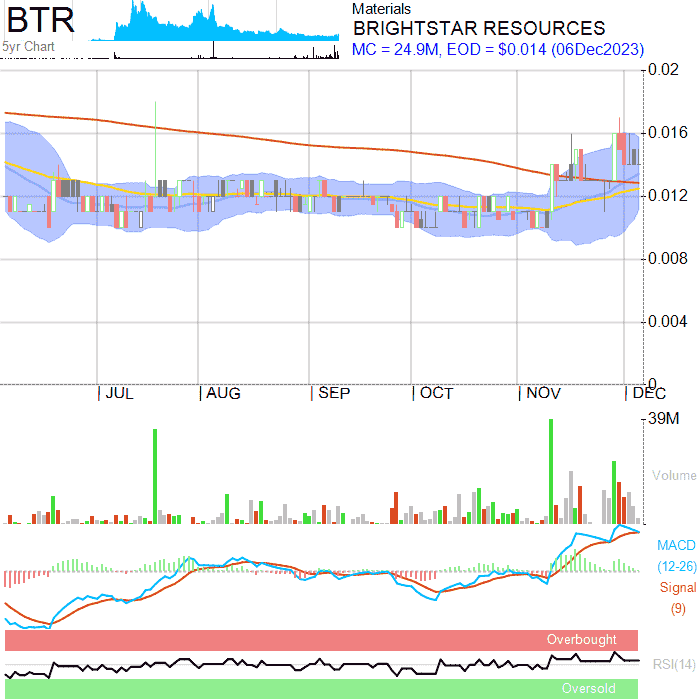 BTR
5yr Chart
Materials
BRIGHTSTAR RESOURCES
MC = 24.9M, EOD = $0.014 (06Dec2023)
0.02
0.016
0.012
0.008
0.004
0
JUL AUG SEP OCT NOV DEC
39M
Volume
MACD
(12-26)
Signal
(9)
Overbought
RSI(14)
Oversold